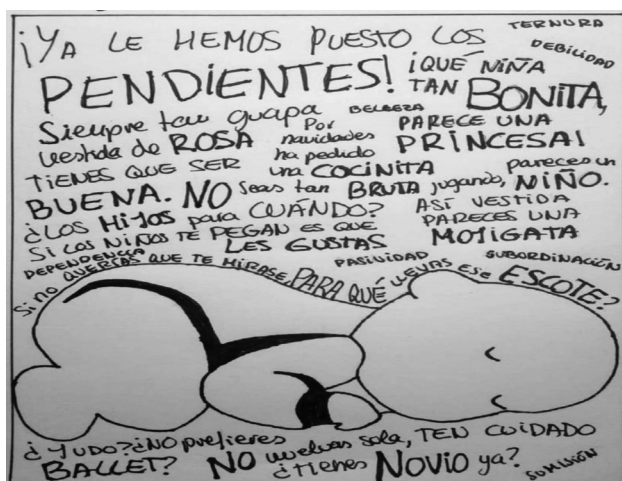 ¡YA LE HEMOS PUESTO LOS TERNURA
PENDIENTES! ¡QUÉ NIÑA DEBILIDAD
TAN BONITA,
Siempre tan guapa BELLEZA PARECE UNA
vestida de ROSA Por navidades PRINCESA!
TIENES QUE SER ha pedido una COCINITA pareces un
BUENA. NO seas tan BRUTA jugando, NIÑO.
¿LOS HIJOS para CUÁNDO? ASÍ VESTIDA
SI LOS NIÑOS TE PEGAN ES QUE PARECES UNA
LES GUSTAS MOJIGATA
DEPENDENCIA PASIVIDAD SUBORDINACIÓN
Si no QUERÍAS QUE TE MIRASE, PARA QUÉ LLEVAS ESE ESCOTE?
¿YUDO? ¿NO prefieres NO vuelvas sola, TEN CUIDADO
BALLET? ¿tienes NOVIO ya? SUMISIÓN